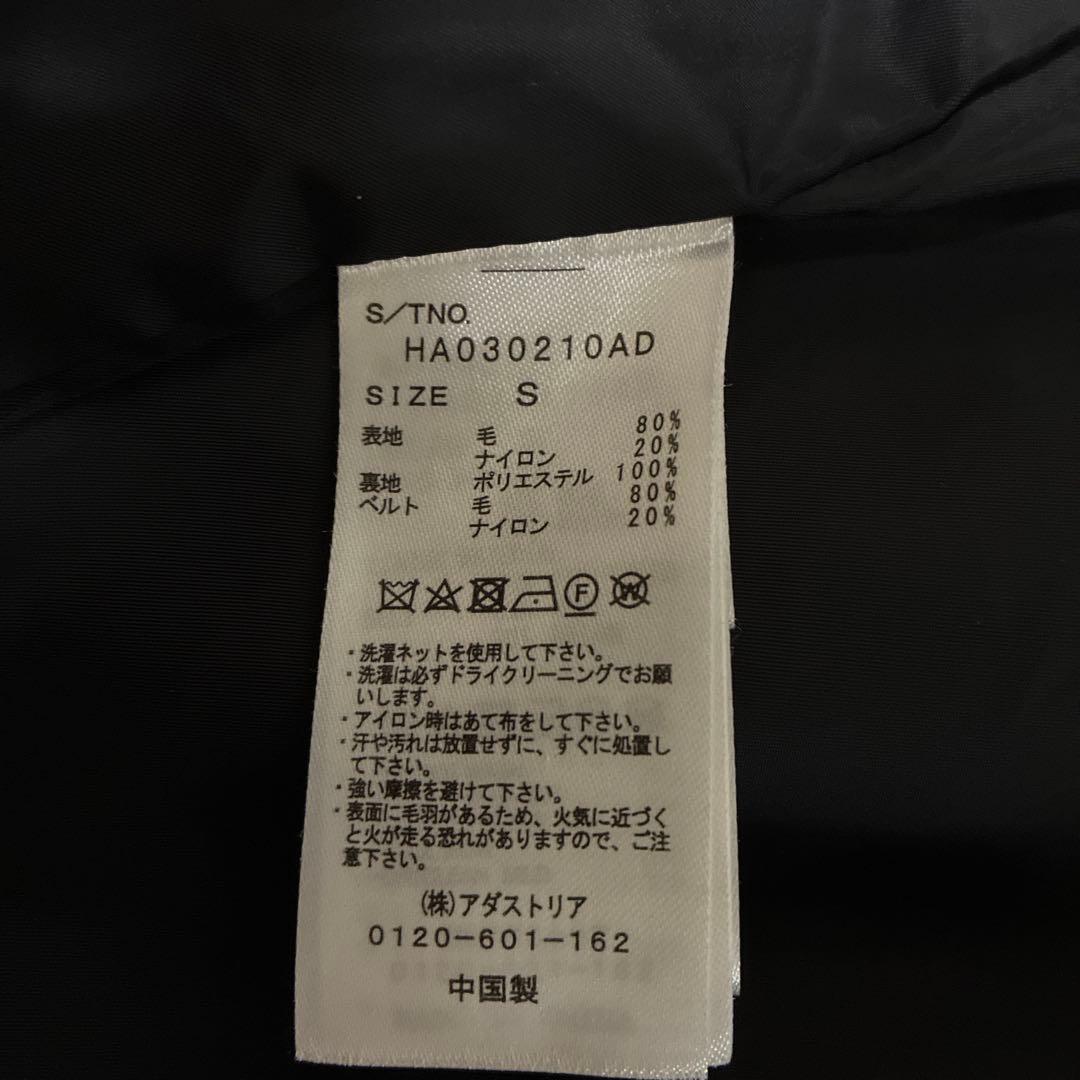 S/TNO.
HA030210AD
SIZE S
表地 毛 80%
ナイロン 20%
裏地 ポリエステル 100%
ベルト 毛 80%
ナイロン 20%
F W
・洗濯ネットを使用して下さい。
・洗濯は必ずドライクリーニングでお願
いします。
・アイロン時はあて布をして下さい。
・汗や汚れは放置せずに、すぐに処置し
て下さい。
・強い摩擦を避けて下さい。
・表面に毛羽があるため、火気に近づく
と火が走る恐れがありますので、ご注
意下さい。
(株)アダストリア
0120-601-162
中国製